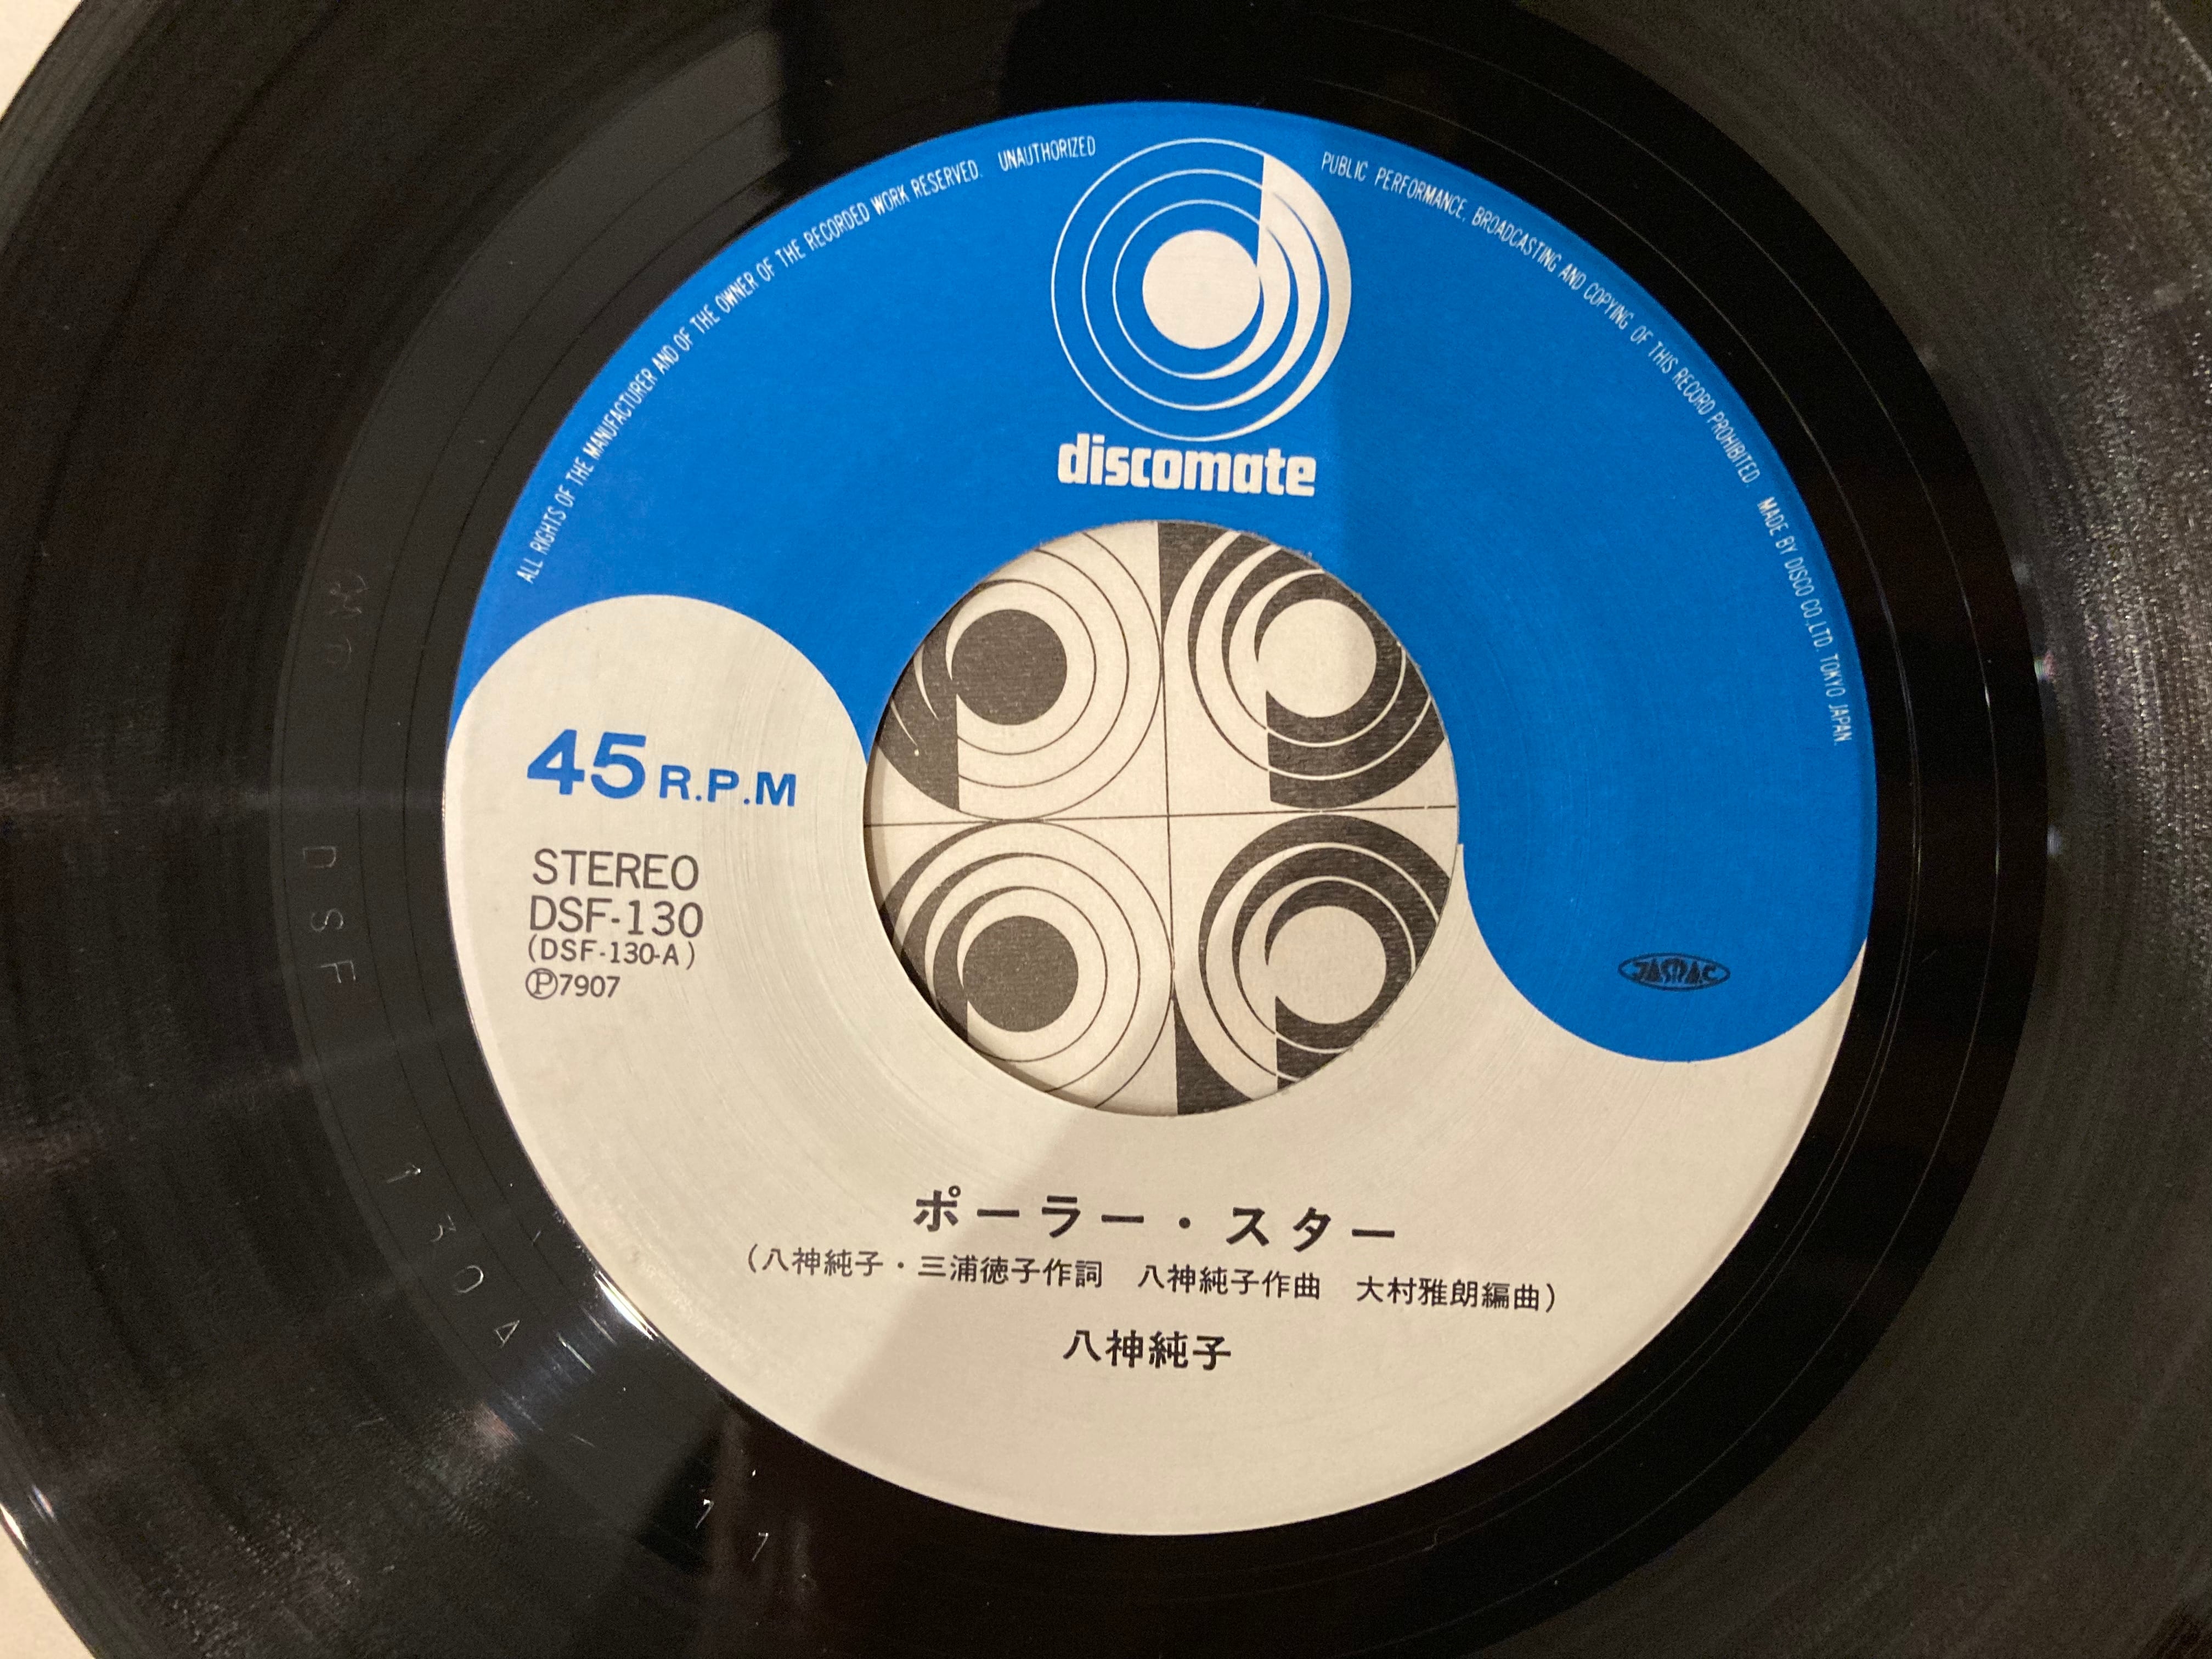 ALL RIGHTS OF THE MANUFACTURER AND OF THE OWNER OF THE RECORDED WORK RESERVED. UNAUTHORIZED
PUBLIC PERFORMANCE, BROADCASTING AND COPYING OF THIS RECORD PROHIBITED. MADE BY DISCO CO.,LTD. TOKYO JAPAN.
discomate
45 R.P.M
STEREO
DSF-130
(DSF-130-A)
Ⓟ7907
JASRAC
ポーラー・スター
(八神純子・三浦徳子作詞 八神純子作曲 大村雅朗編曲)
八神純子
DSF 130A